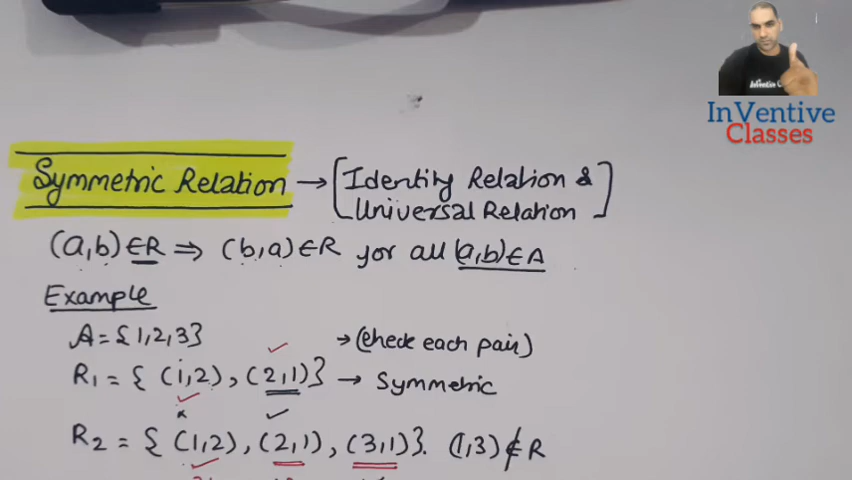 InVentive
Classes
Symmetric Relation → [Identity Relation &
Universal Relation]
(a,b) ∈ R ⇒ (b,a) ∈ R for all (a,b) ∈ A
Example
A = {1,2,3} → (check each pair)
R₁ = { (1,2), (2,1)} → Symmetric
R₂ = { (1,2), (2,1), (3,1)}. (1,3) ∉ R